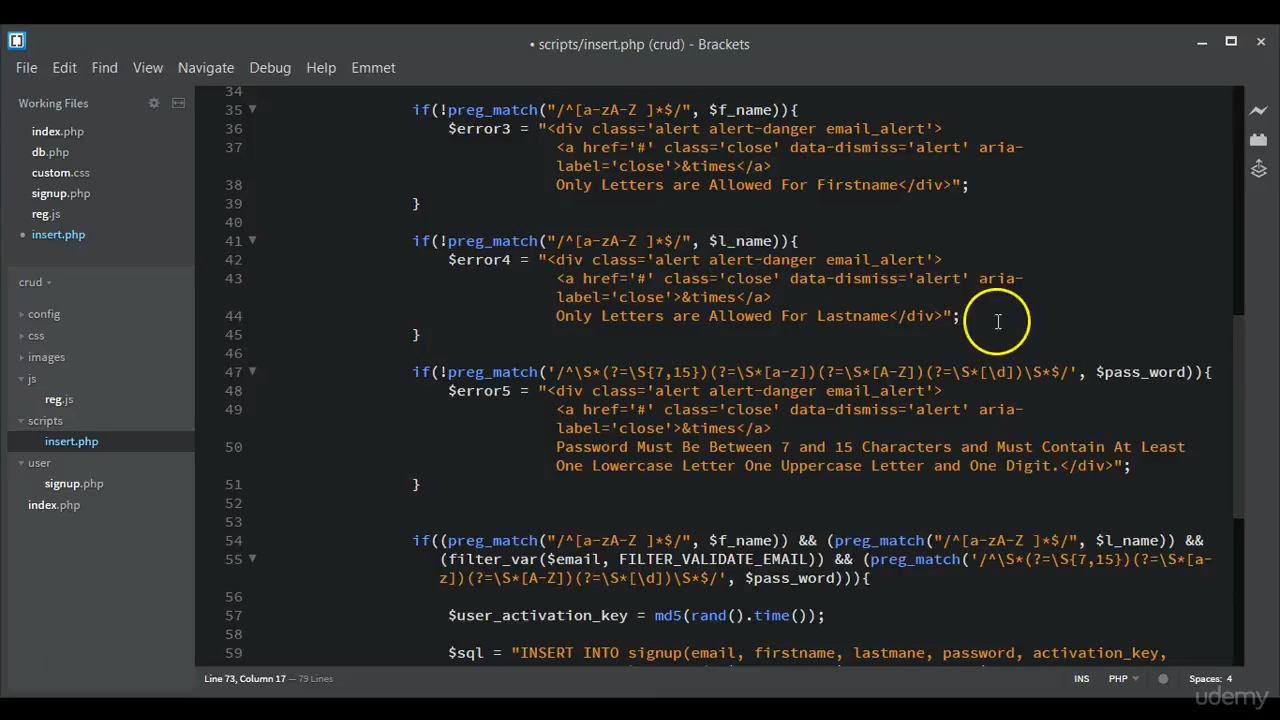 • scripts/insert.php (crud) - Brackets
File Edit Find View Navigate Debug Help Emmet
Working Files
index.php
db.php
custom.css
signup.php
reg.js
• insert.php
crud
config
css
images
js
reg.js
scripts
insert.php
user
signup.php
index.php
34
35 if(!preg_match("/^[a-zA-Z ]*$/", $f_name)){
36 $error3 = "<div class='alert alert-danger email_alert'>
37 <a href='#' class='close' data-dismiss='alert' aria-
label='close'>&times</a>
38 Only Letters are Allowed For Firstname</div>";
39 }
40
41 if(!preg_match("/^[a-zA-Z ]*$/", $l_name)){
42 $error4 = "<div class='alert alert-danger email_alert'>
43 <a href='#' class='close' data-dismiss='alert' aria-
label='close'>&times</a>
44 Only Letters are Allowed For Lastname</div>";
45 }
46
47 if(!preg_match('/^\S*(?=\S{7,15})(?=\S*[a-z])(?=\S*[A-Z])(?=\S*[\d])\S*$/', $pass_word)){
48 $error5 = "<div class='alert alert-danger email_alert'>
49 <a href='#' class='close' data-dismiss='alert' aria-
label='close'>&times</a>
50 Password Must Be Between 7 and 15 Characters and Must Contain At Least
One Lowercase Letter One Uppercase Letter and One Digit.</div>";
51 }
52
53
54 if((preg_match("/^[a-zA-Z ]*$/", $f_name)) && (preg_match("/^[a-zA-Z ]*$/", $l_name)) &&
55 (filter_var($email, FILTER_VALIDATE_EMAIL)) && (preg_match('/^\S*(?=\S{7,15})(?=\S*[a-
z])(?=\S*[A-Z])(?=\S*[\d])\S*$/', $pass_word))){
56
57 $user_activation_key = md5(rand().time());
58
59 $sql = "INSERT INTO signup(email, firstname, lastmane, password, activation_key,
Line 73, Column 17 — 79 Lines
INS PHP Spaces: 4
udemy